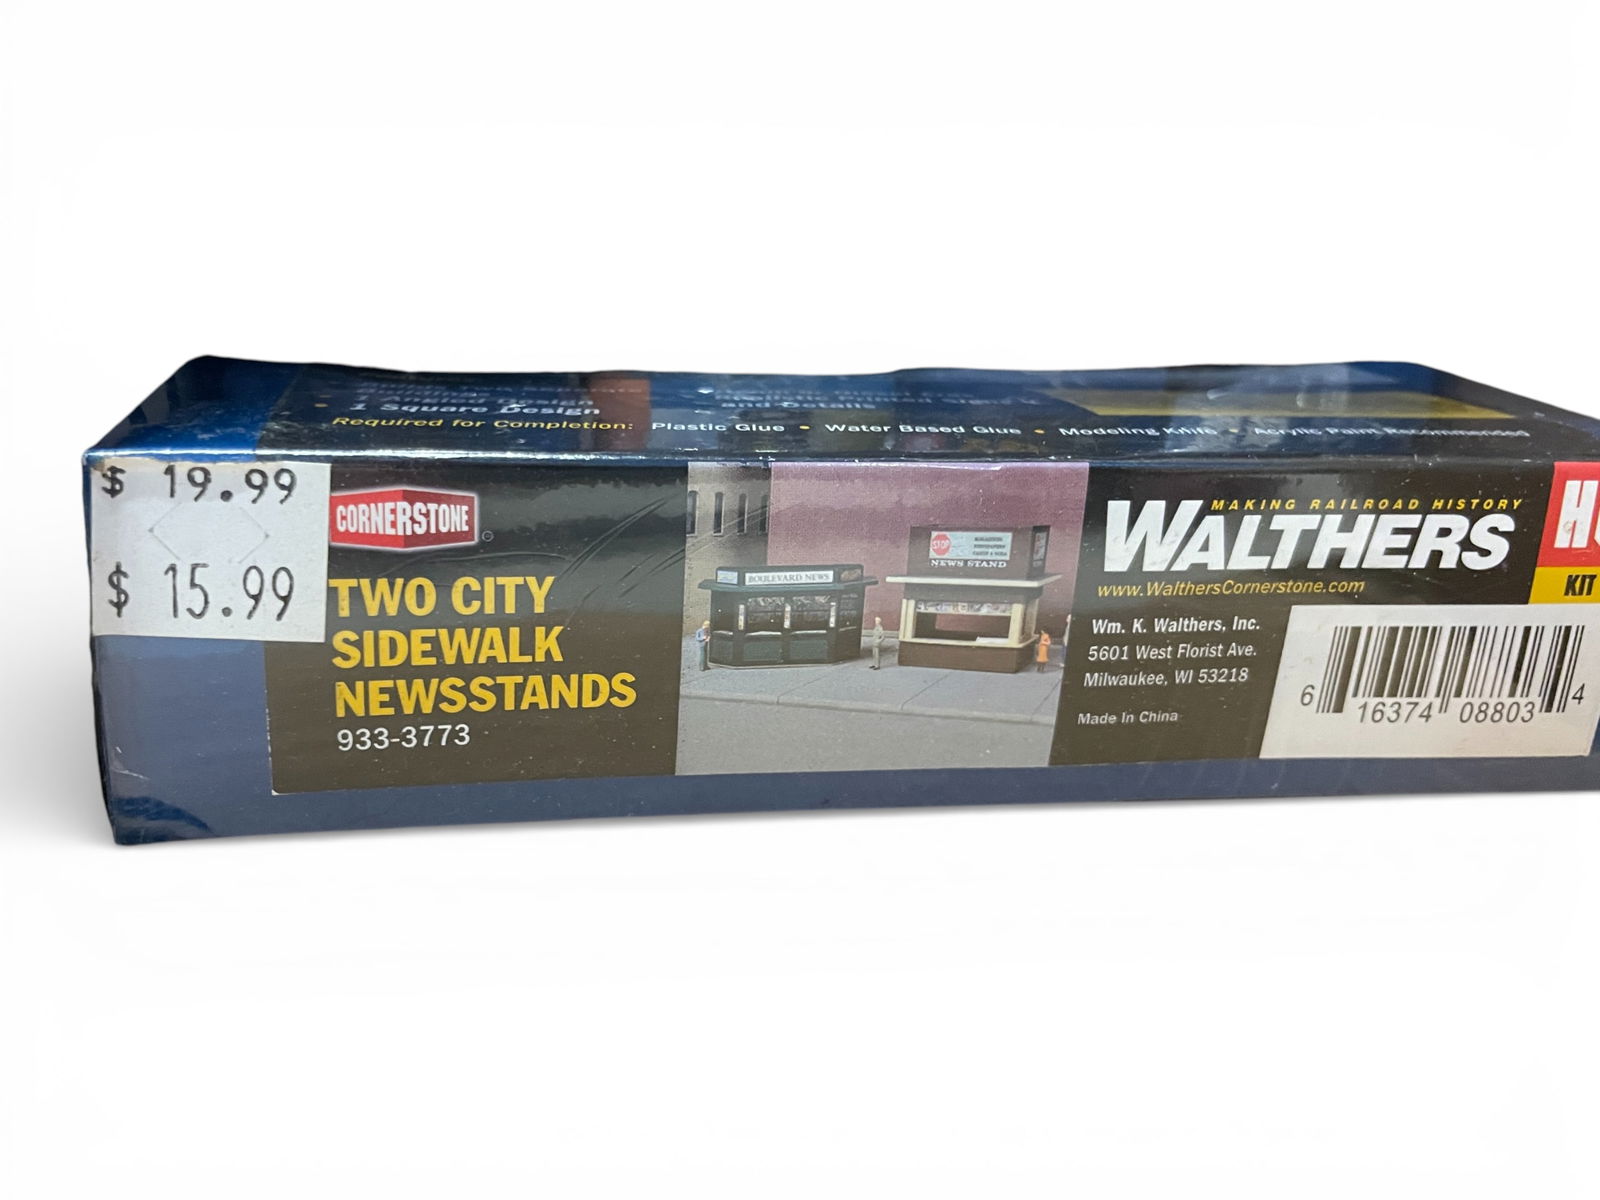 • 1 Square Design
and Details
Required for Completion: Plastic Glue • Water Based Glue • Modeling Knife • Acrylic Paint Recommended
$ 19.99
$ 15.99
CORNERSTONE
TWO CITY
SIDEWALK
NEWSSTANDS
933-3773
BOULEVARD NEWS
STOP
NEWS STAND
MAKING RAILROAD HISTORY
WALTHERS
www.WalthersCornerstone.com
Wm. K. Walthers, Inc.
5601 West Florist Ave.
Milwaukee, WI 53218
Made In China
KIT
6 16374 08803 4